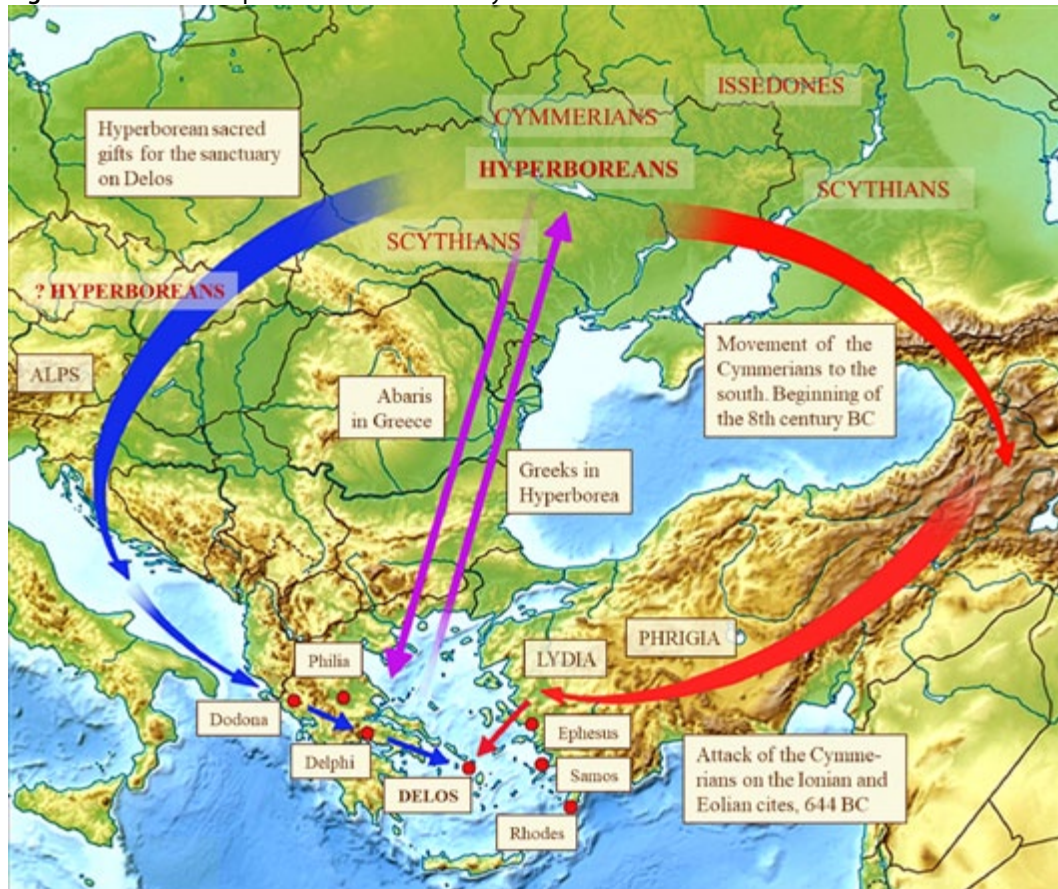 ISSEDONES
CYMMERIANS
Hyperborean sacred
gifts for the sanctuary
on Delos
HYPERBOREANS
SCYTHIANS
SCYTHIANS
? HYPERBOREANS
ALPS
Abaris
in Greece
Movement of the
Cymmerians to the
south. Beginning of
the 8th century BC
Greeks in
Hyperborea
PHRIGIA
LYDIA
Philia
Dodona
Ephesus
Delphi
Samos
DELOS
Attack of the Cymme-
rians on the Ionian and
Eolian cites, 644 BC
Rhodes